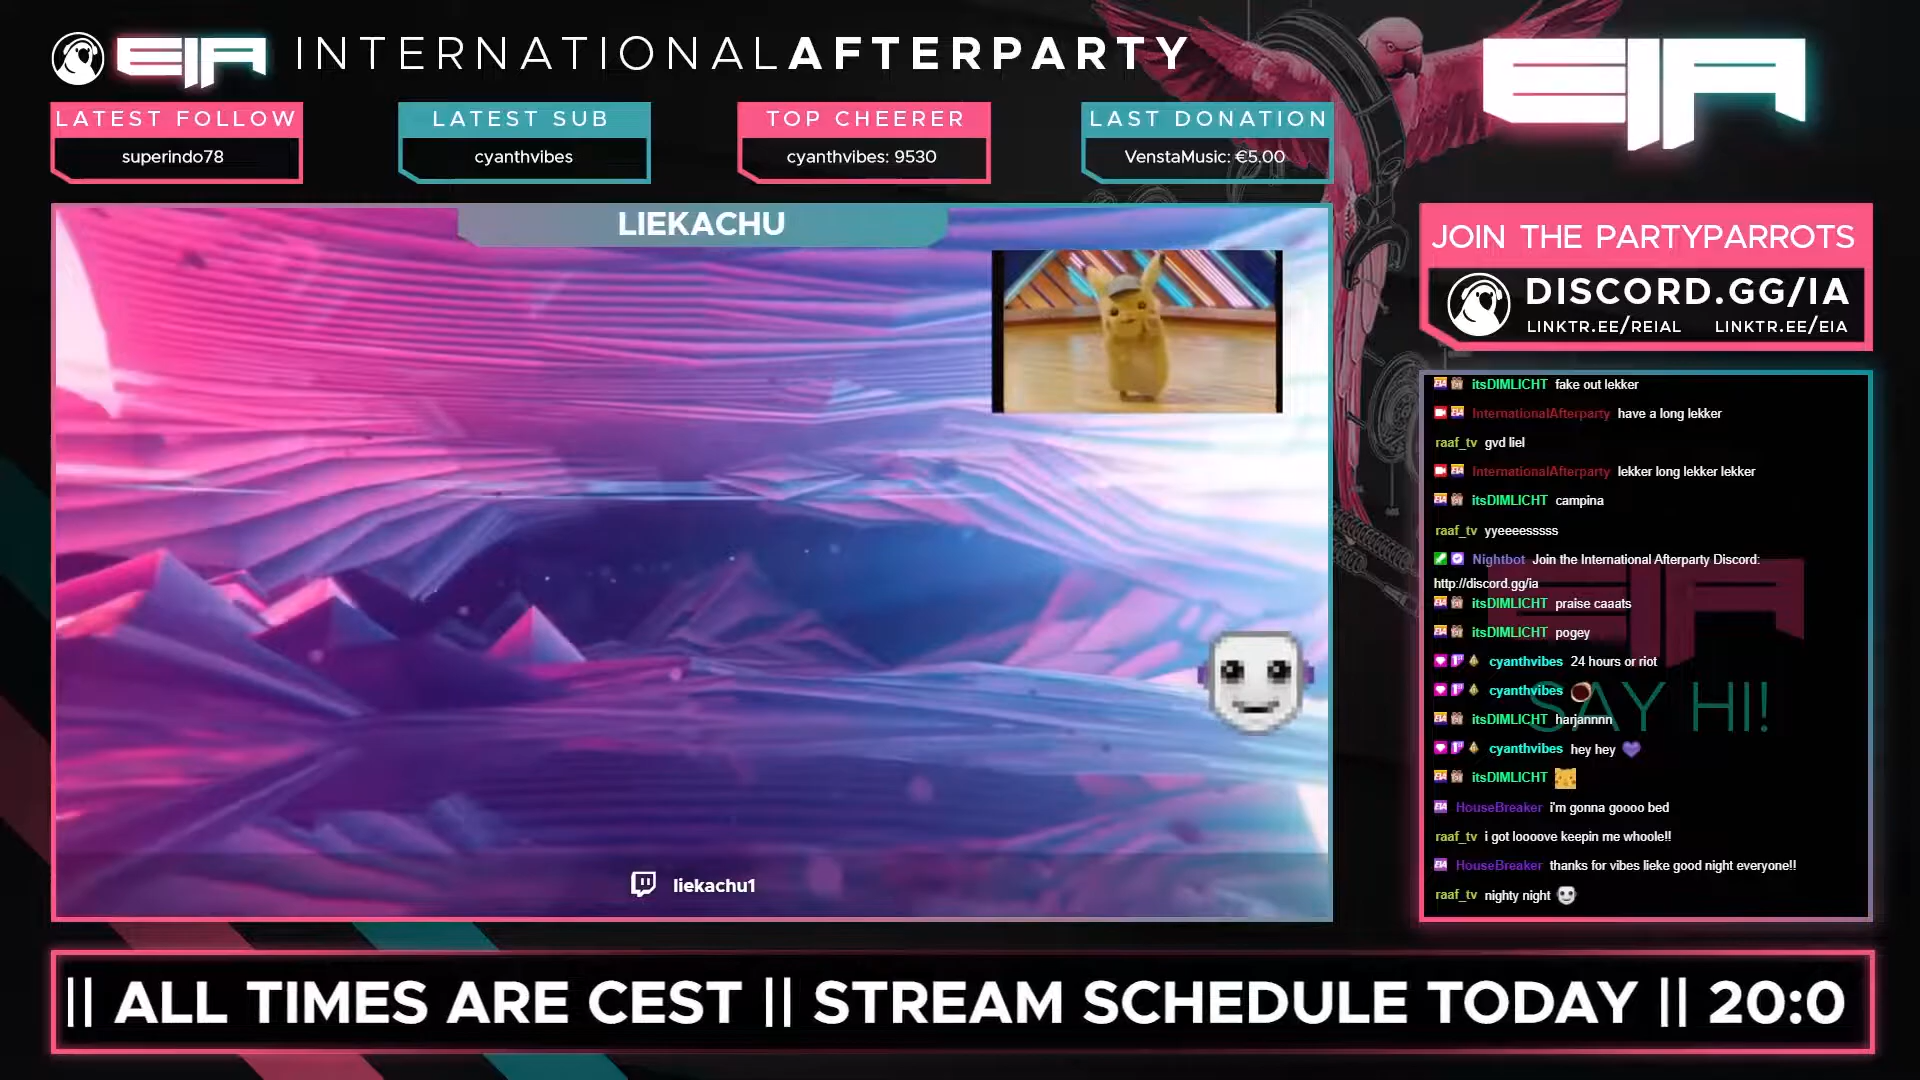 EIA INTERNATIONALAFTERPARTY
EIA
LATEST FOLLOW
superindo78
LATEST SUB
cyanthvibes
TOP CHEERER
cyanthvibes: 9530
LAST DONATION
VenstaMusic: €5.00
LIEKACHU
liekachu1
JOIN THE PARTYPARROTS
DISCORD.GG/IA
LINKTR.EE/REIAL LINKTR.EE/EIA
itsDIMLICHT fake out lekker
InternationalAfterparty have a long lekker
raaf_tv gvd liel
InternationalAfterparty lekker long lekker lekker
itsDIMLICHT campina
raaf_tv yyeeeesssss
Nightbot Join the International Afterparty Discord:
http://discord.gg/ia
itsDIMLICHT praise caaats
itsDIMLICHT pogey
cyanthvibes 24 hours or riot
cyanthvibes
itsDIMLICHT harjannnn
cyanthvibes hey hey
itsDIMLICHT
HouseBreaker i'm gonna goooo bed
raaf_tv i got loooove keepin me whoole!!
HouseBreaker thanks for vibes lieke good night everyone!!
raaf_tv nighty night
EIA
SAY HI!
|| ALL TIMES ARE CEST || STREAM SCHEDULE TODAY || 20:0